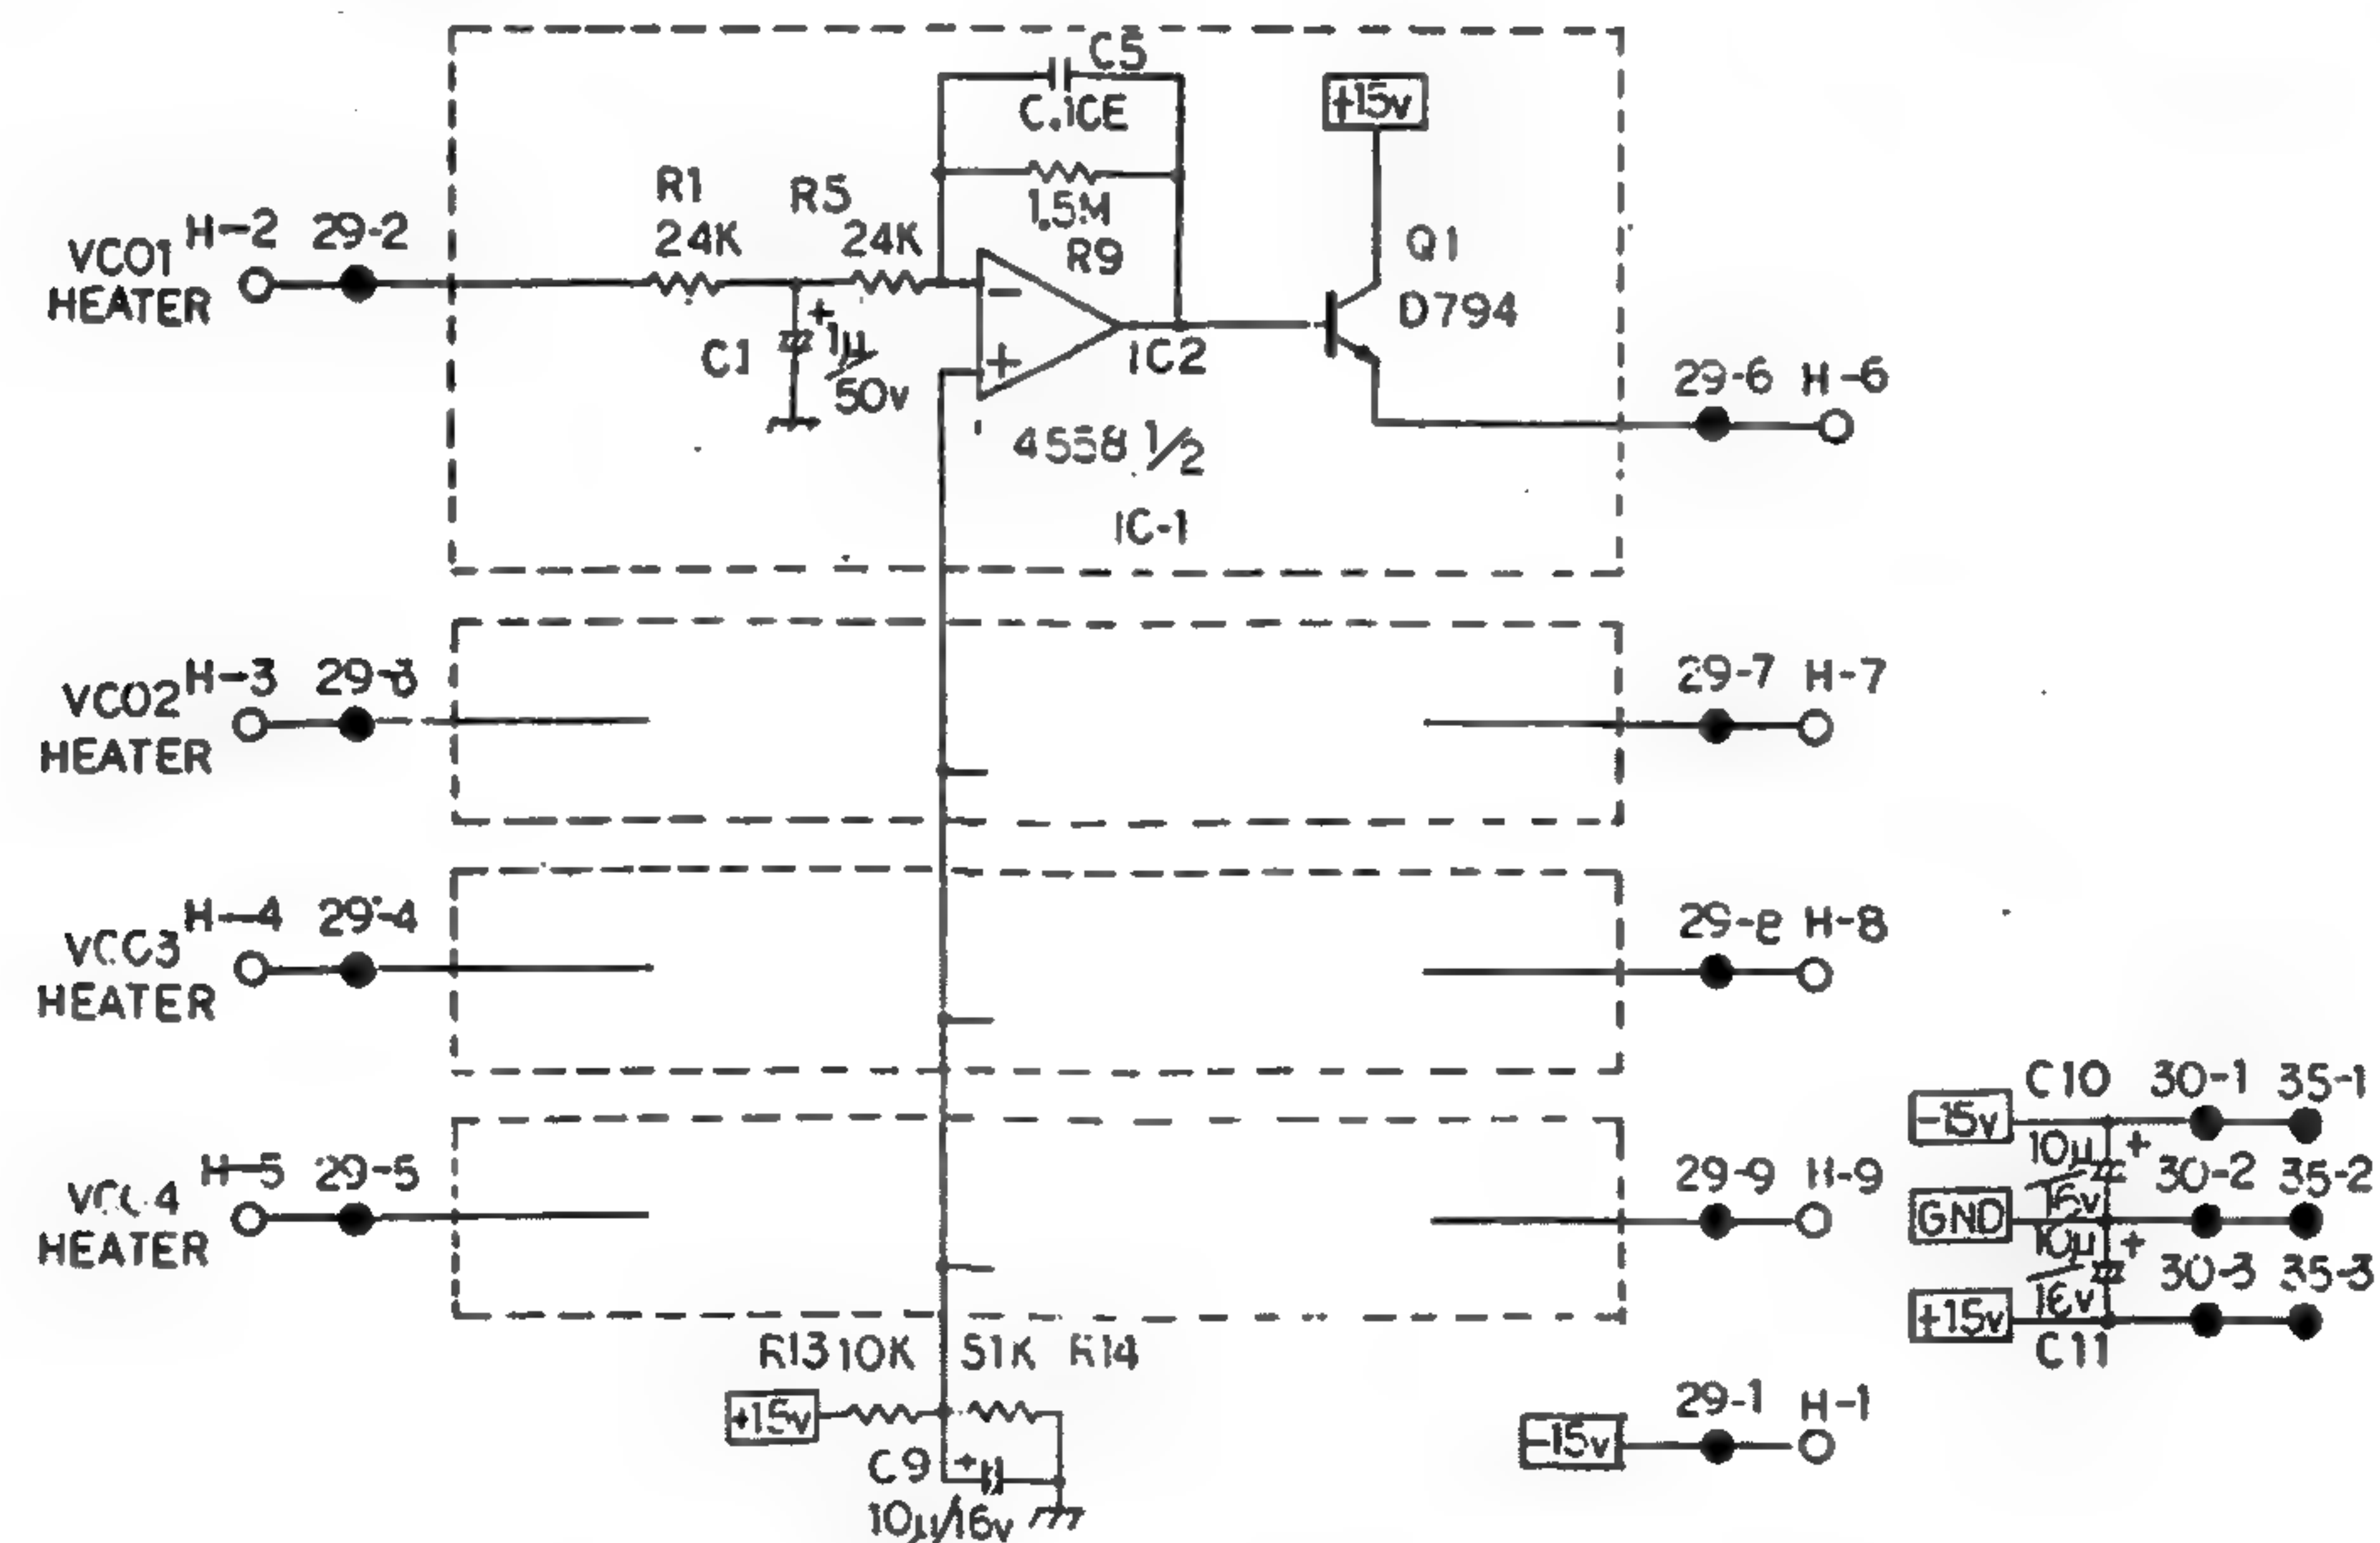 C5
C.1CE
+15v
R1
24K
R5
24K
1.5M
R9
VCO1
HEATER
H-2
29-2
Q1
D794
+
1µ/50v
C1
−
+
IC2
4558 1/2
IC-1
29-6
H-6
VCO2
HEATER
H-3
29-3
29-7
H-7
VCO3
HEATER
H-4
29-4
29-8
H-8
VCO4
HEATER
H-5
29-5
29-9
H-9
C10
30-1
35-1
-15v
10µ/16v
+
30-2
35-2
GND
10µ/16v
+
30-3
35-3
+15v
C11
R13 10K
51K R14
+15v
C9
+
10µ/16v
29-1
H-1
-15v